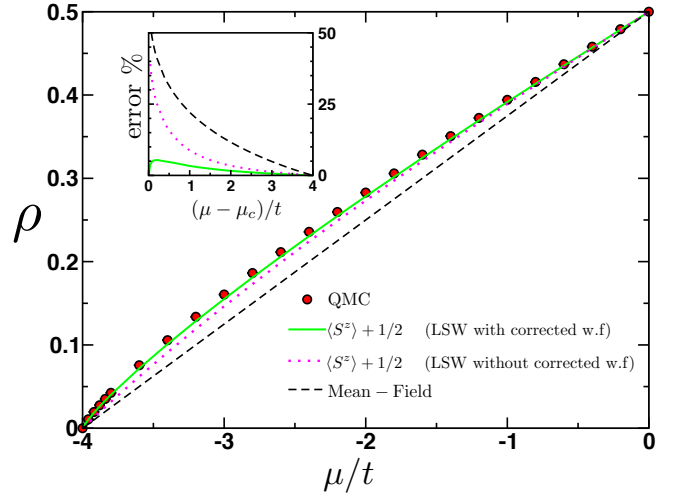 0.5
0.4
0.3
0.2
0.1
0
ρ
50
25
0
error %
0 1 2 3 4
(μ − μ_c)/t
QMC
⟨S^z⟩ + 1/2 (LSW with corrected w.f)
⟨S^z⟩ + 1/2 (LSW without corrected w.f)
Mean − Field
-4 -3 -2 -1 0
μ/t